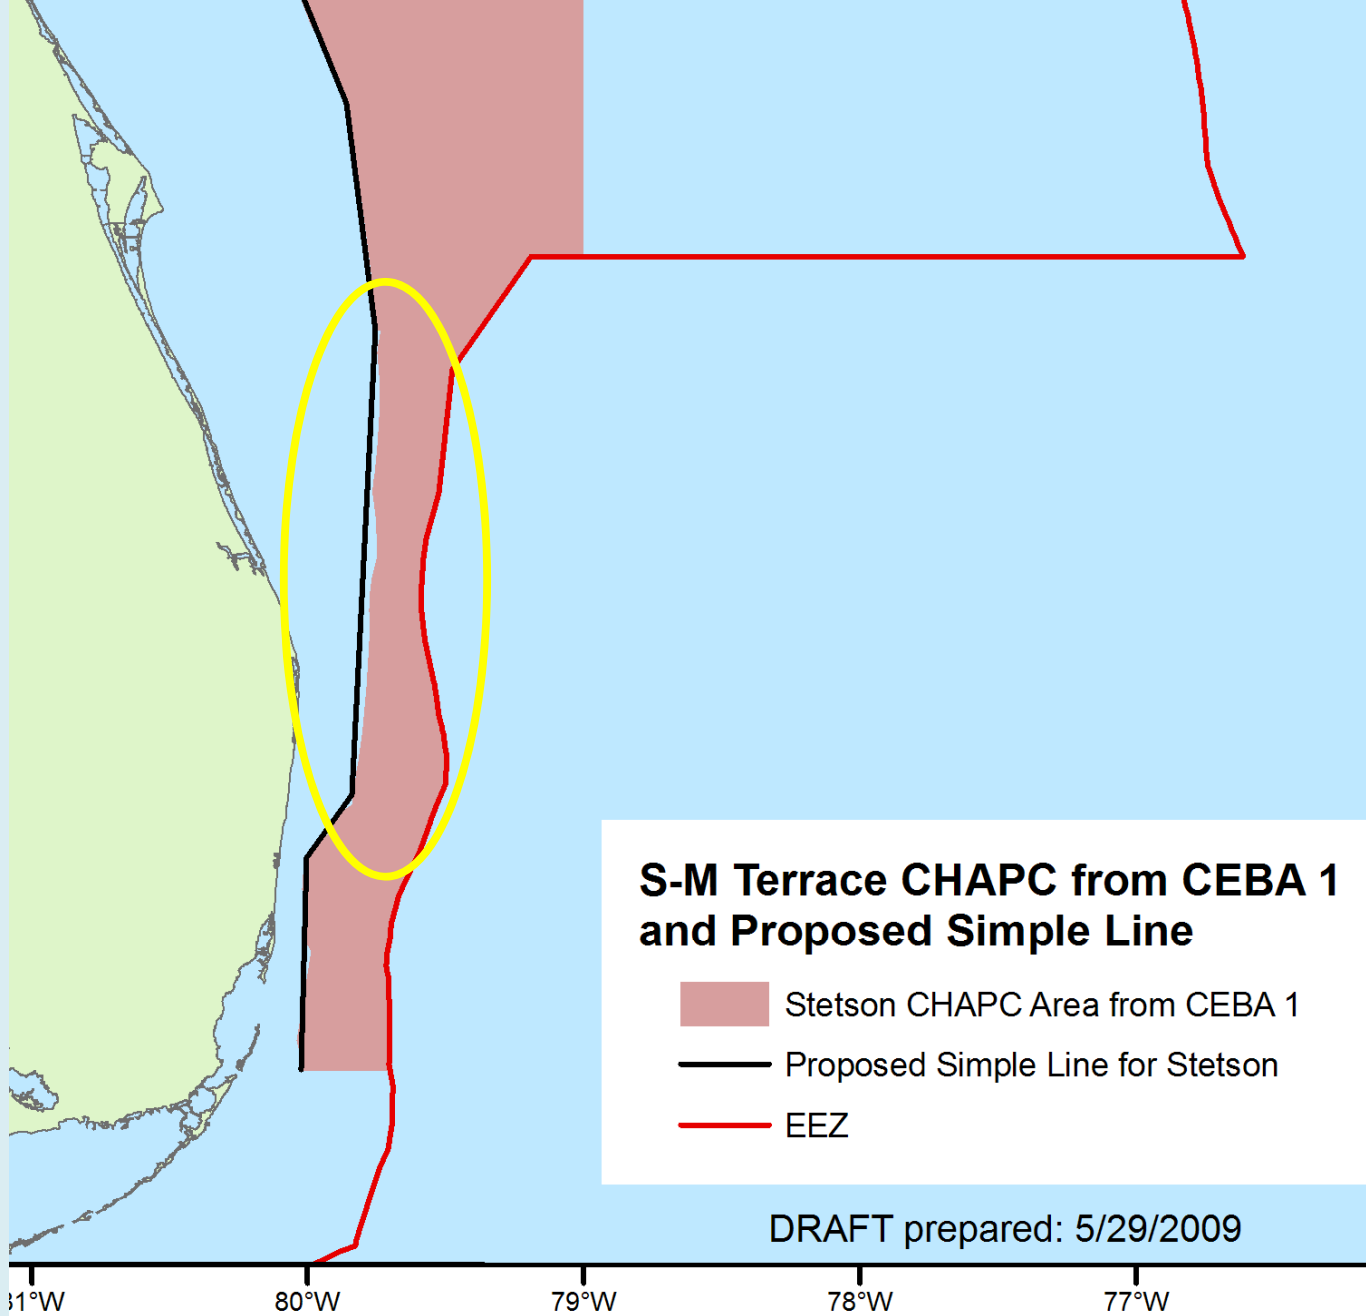 S-M Terrace CHAPC from CEBA 1
and Proposed Simple Line
Stetson CHAPC Area from CEBA 1
Proposed Simple Line for Stetson
EEZ
DRAFT prepared: 5/29/2009
31°W 80°W 79°W 78°W 77°W